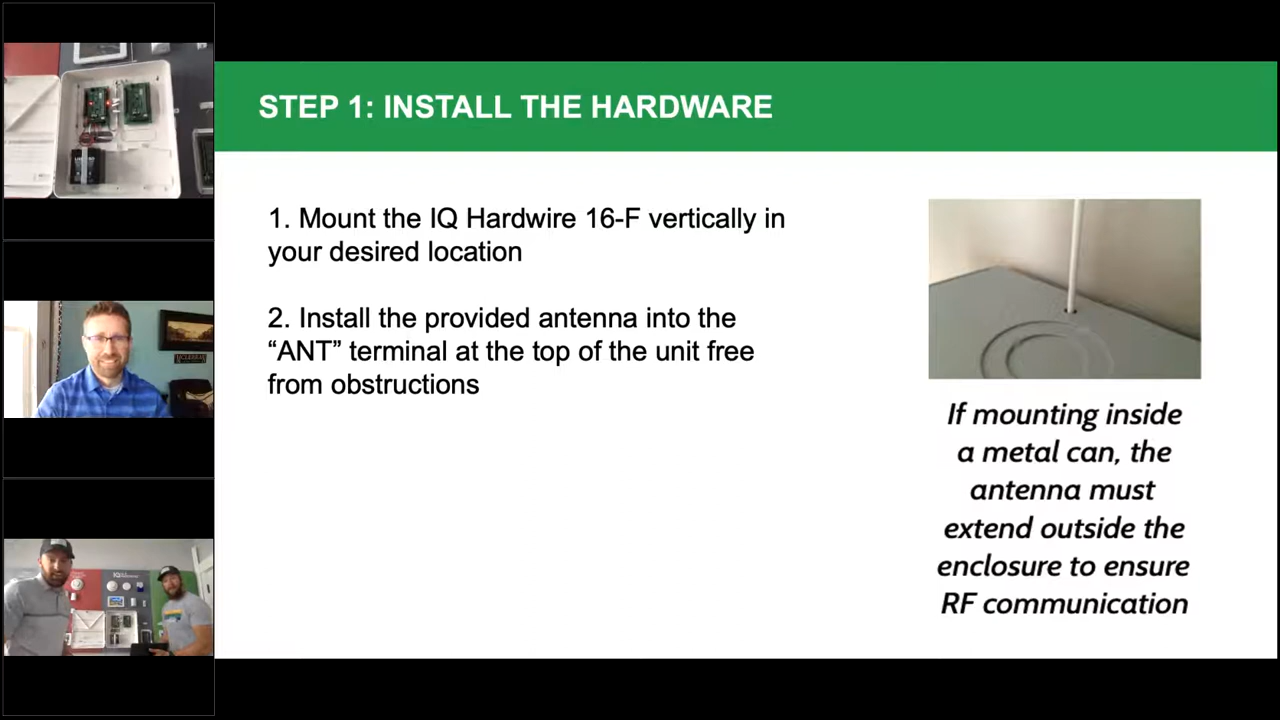 STEP 1: INSTALL THE HARDWARE
1. Mount the IQ Hardwire 16-F vertically in
your desired location
2. Install the provided antenna into the
“ANT” terminal at the top of the unit free
from obstructions
If mounting inside
a metal can, the
antenna must
extend outside the
enclosure to ensure
RF communication